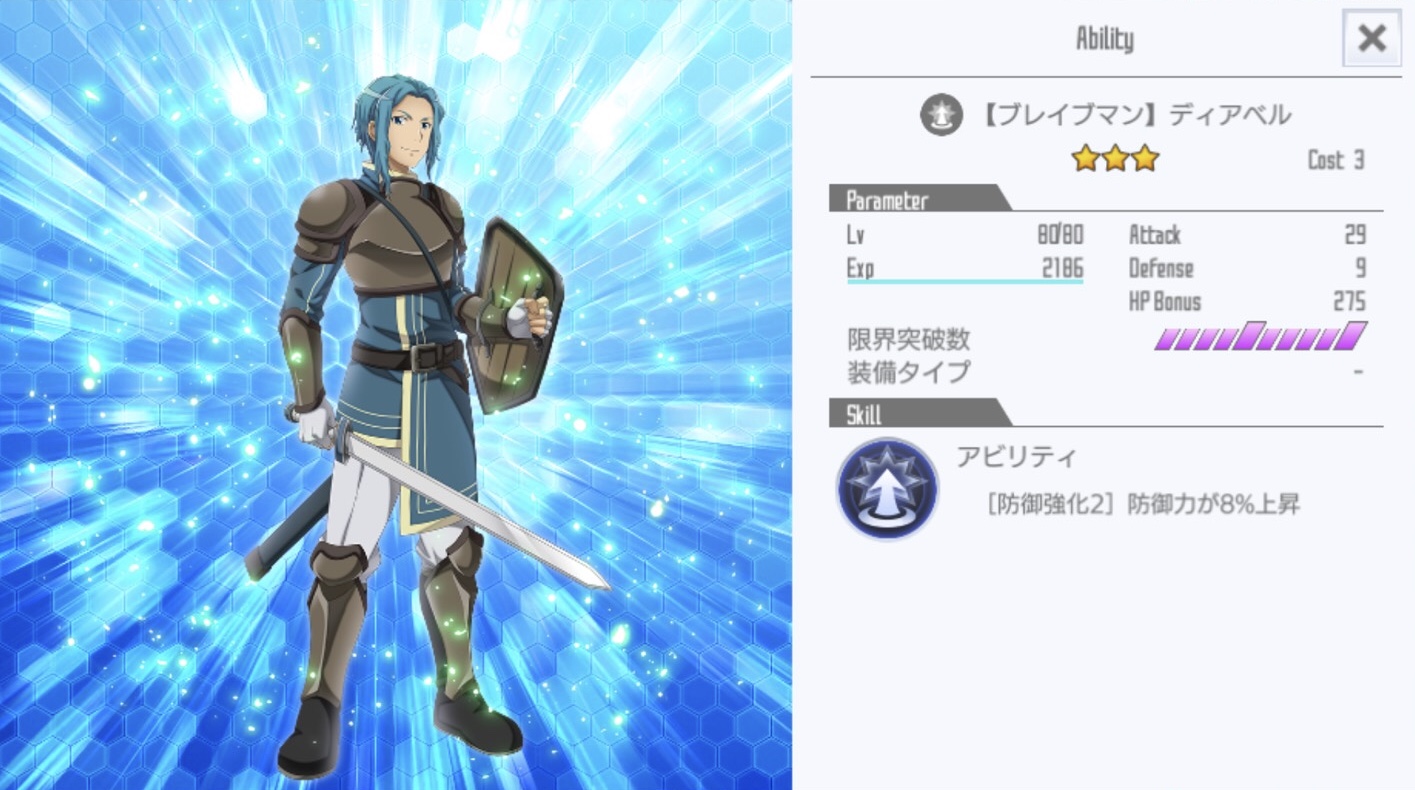 Ability
【ブレイブマン】ディアベル
Cost 3
Parameter
Lv 80/80
Attack 29
Exp 2186
Defense 9
HP Bonus 275
限界突破数
装備タイプ -
Skill
アビリティ
[防御強化2] 防御力が8%上昇